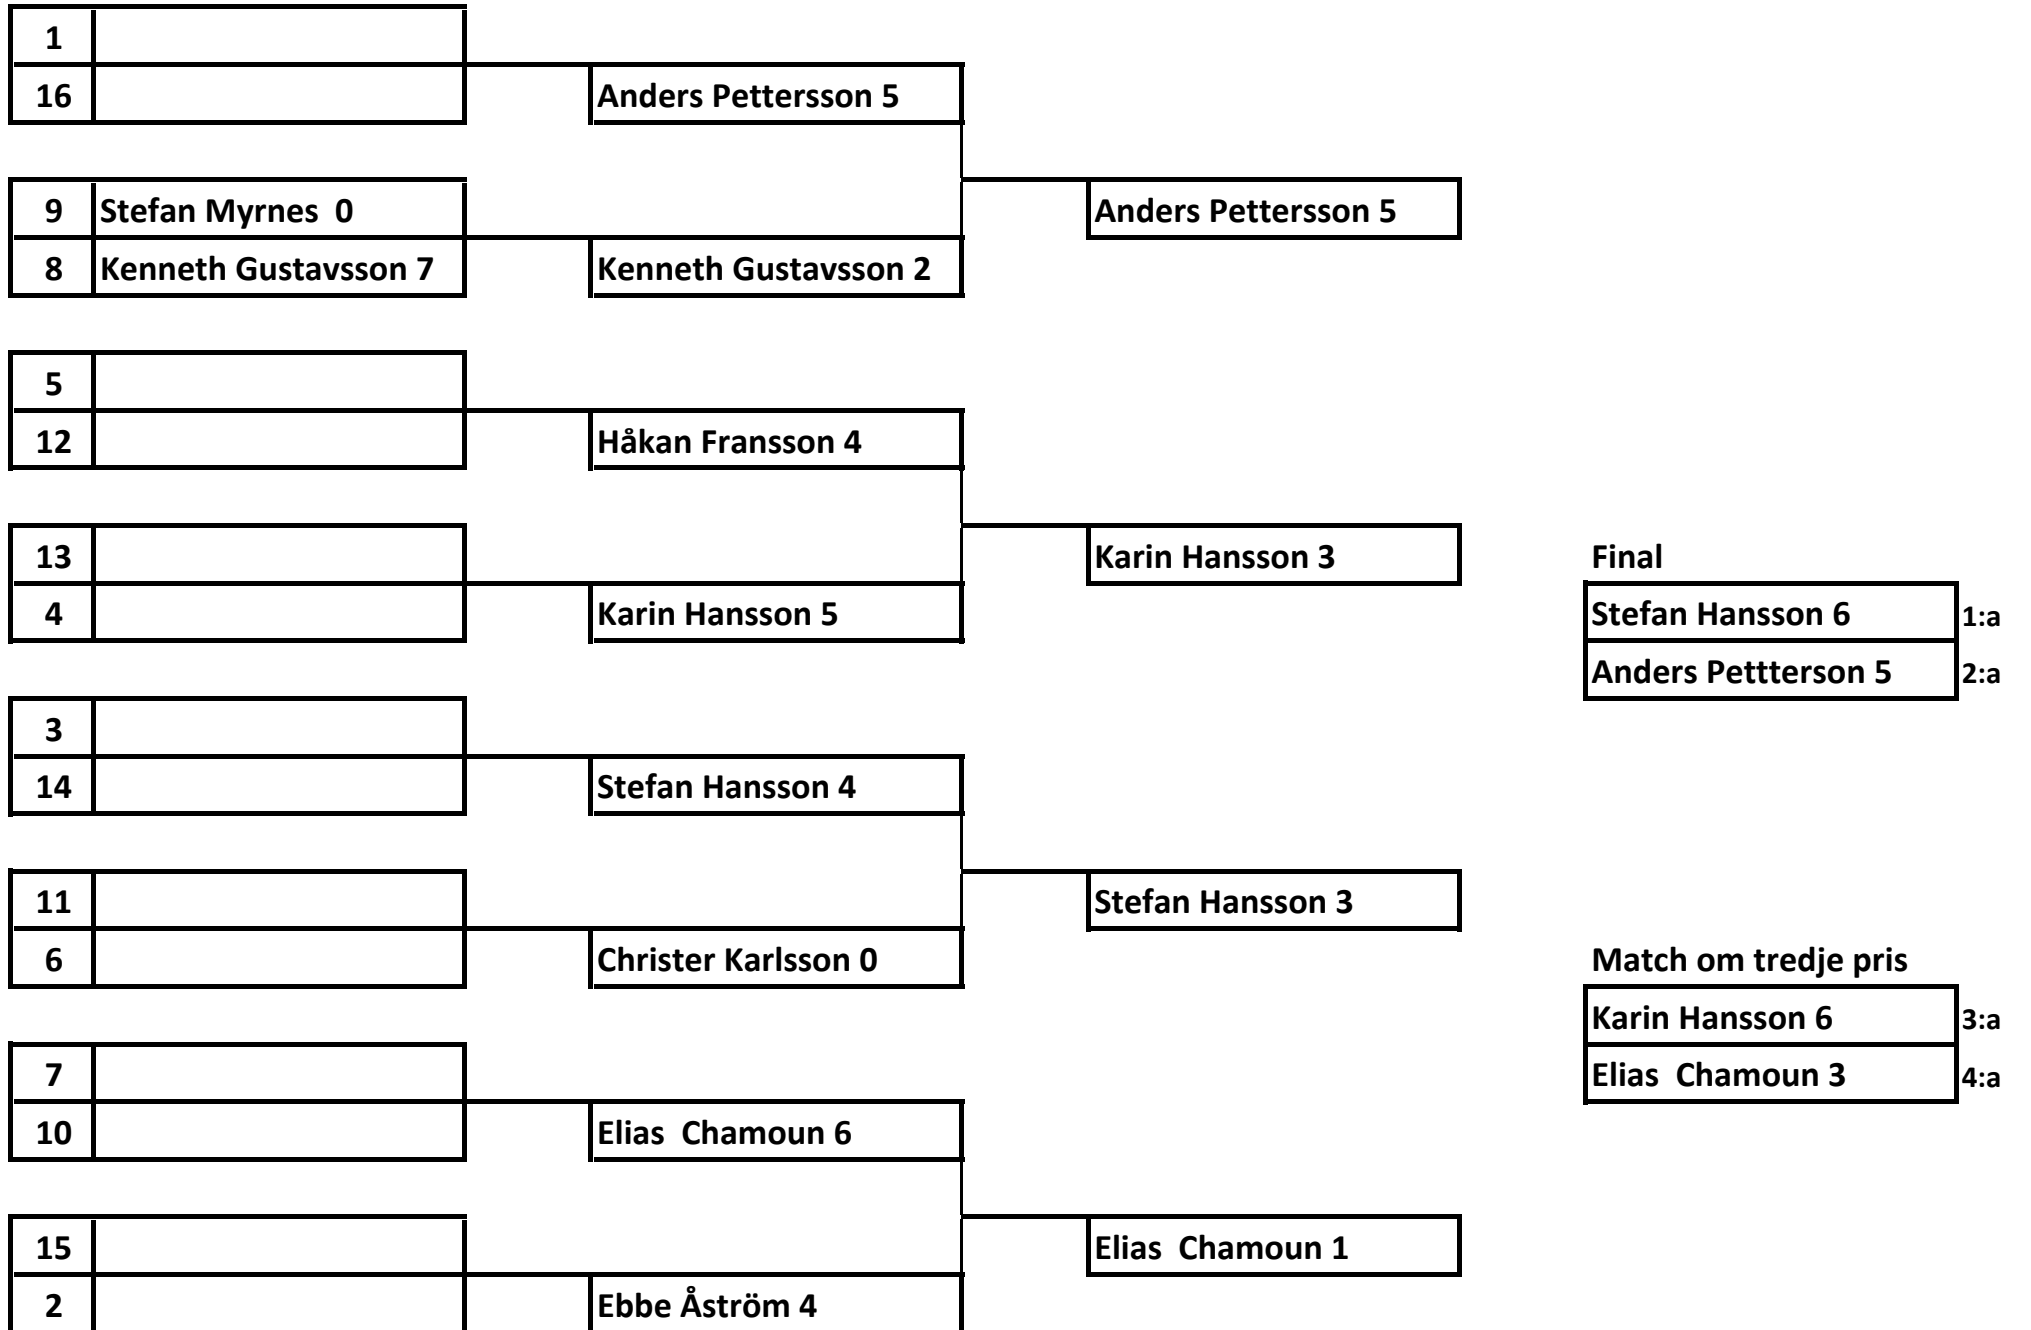 1
16 Anders Pettersson 5
9 Stefan Myrnes  0 Anders Pettersson 5
8 Kenneth Gustavsson 7 Kenneth Gustavsson 2
5
12 Håkan Fransson 4
13 Karin Hansson 3 Final
4 Karin Hansson 5 Stefan Hansson 6 1:a
Anders Pettterson 5 2:a
3
14 Stefan Hansson 4
11 Stefan Hansson 3
6 Christer Karlsson 0 Match om tredje pris
Karin Hansson 6 3:a
7 Elias  Chamoun 3 4:a
10 Elias  Chamoun 6
15 Elias  Chamoun 1
2 Ebbe Åström 4